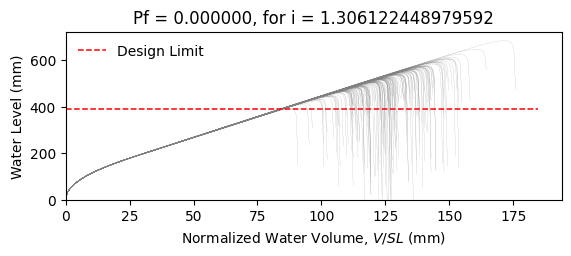 Pf = 0.000000, for i = 1.306122448979592
Water Level (mm)
600
400
200
0
Design Limit
0 25 50 75 100 125 150 175
Normalized Water Volume, V/SL (mm)